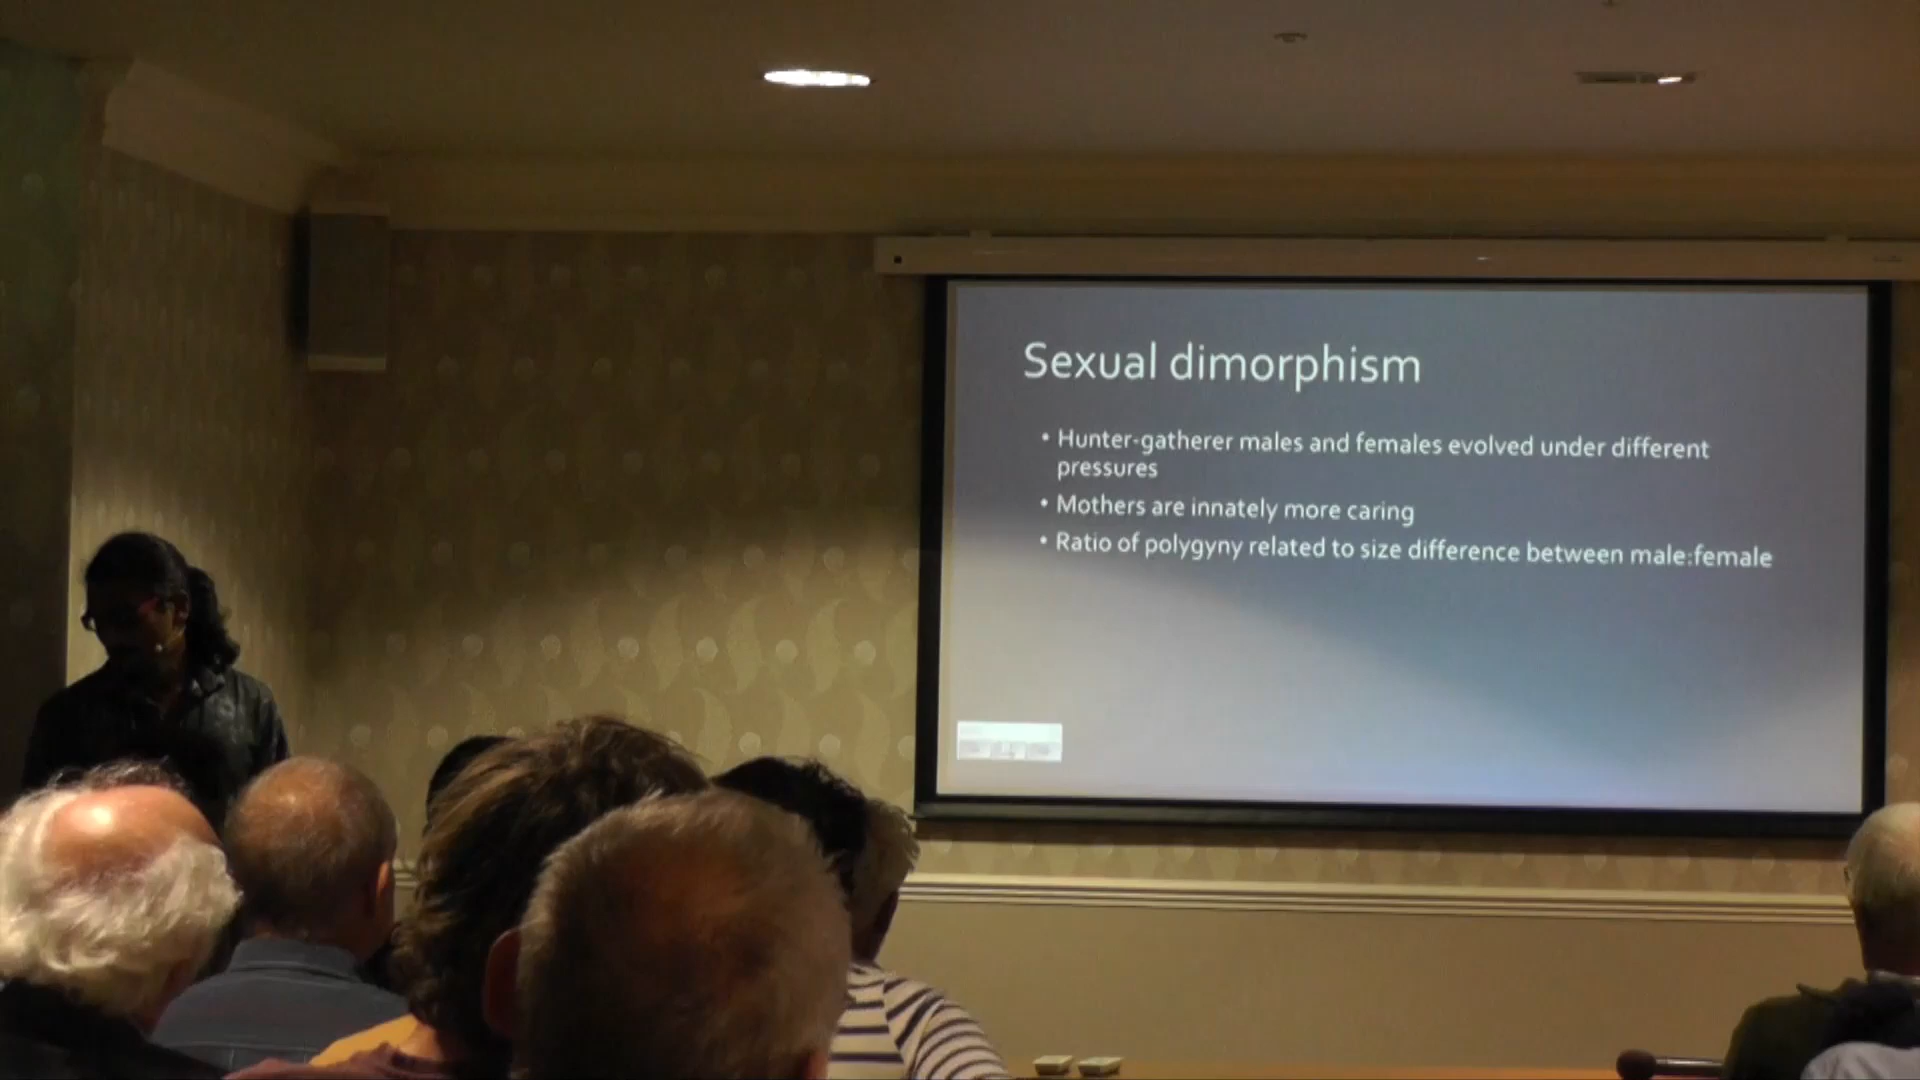 Sexual dimorphism
• Hunter-gatherer males and females evolved under different
pressures
• Mothers are innately more caring
• Ratio of polygyny related to size difference between male:female